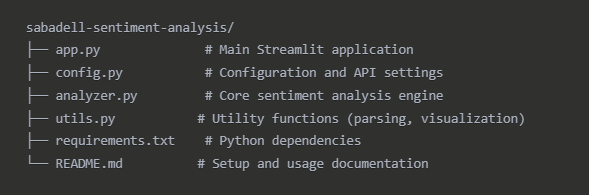 sabadell-sentiment-analysis/
├── app.py              # Main Streamlit application
├── config.py           # Configuration and API settings
├── analyzer.py         # Core sentiment analysis engine
├── utils.py           # Utility functions (parsing, visualization)
├── requirements.txt    # Python dependencies
└── README.md          # Setup and usage documentation